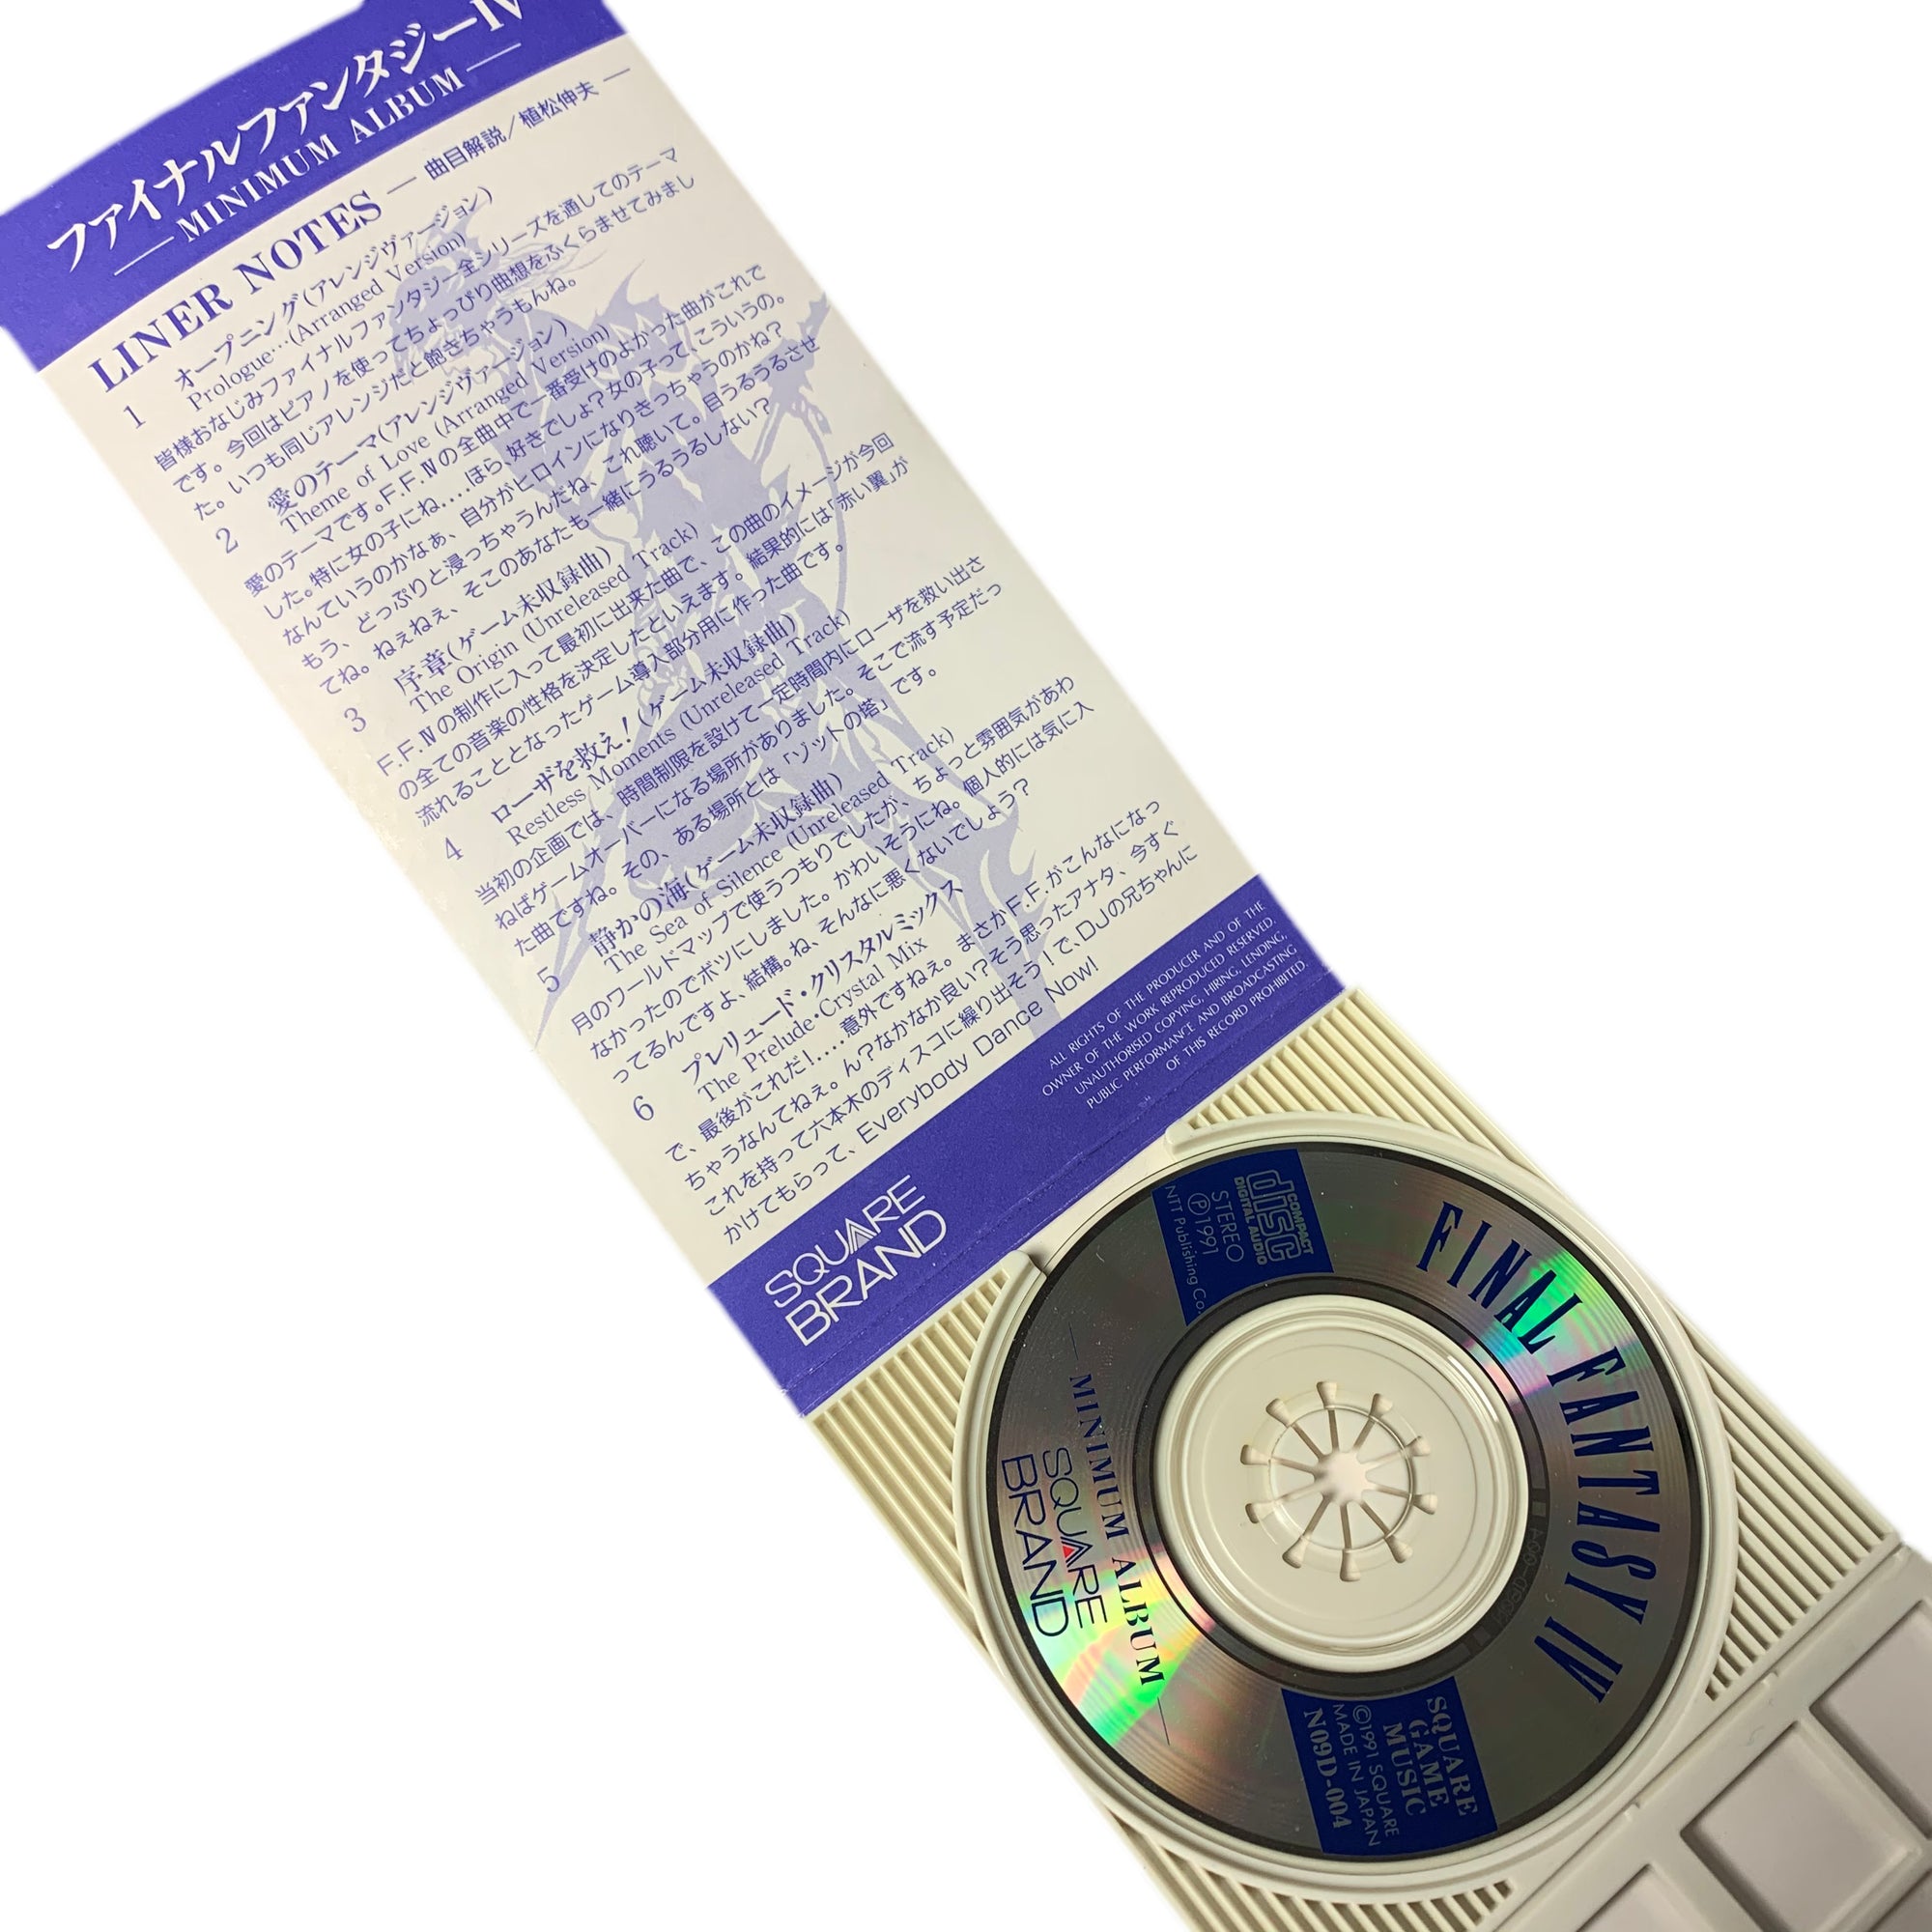 ファイナルファンタジーIV
MINIMUM ALBUM
LINER NOTES — 曲目解説/植松伸夫 —
1 オープニング(アレンジヴァージョン)
Prologue…(Arranged Version)
皆様おなじみファイナルファンタジー全シリーズを通してのテーマ
です。今回はピアノを使ってちょっぴり曲想をふくらませてみまし
た。いつも同じアレンジだと飽きちゃうもんね。
2 愛のテーマ(アレンジヴァージョン)
Theme of Love (Arranged Version)
愛のテーマです。F.F.Ⅳの全曲中で一番受けのよかった曲がこれで
した。特に女の子にね‥‥ほら、好きでしょ?女の子って、こういうの。
なんていうのかなぁ、自分がヒロインになりきっちゃうのかね?
もう、どっぷりと浸っちゃうんだね、これ聴いて。目うるうるさせ
てね。ねぇねぇ、そこのあなたも一緒にうるうるしない?
3 序章(ゲーム未収録曲)
The Origin (Unreleased Track)
F.F.Ⅳの制作に入って最初に出来た曲で、この曲のイメージが今回
の全ての音楽の性格を決定したといえます。結果的には「赤い翼」が
流れることとなったゲーム導入部分用に作った曲です。
4 ローザを救え!(ゲーム未収録曲)
Restless Moments (Unreleased Track)
当初の企画では、時間制限を設けて一定時間内にローザを救い出さ
ねばゲームオーバーになる場所がありました。そこで流す予定だっ
た曲ですね。その、ある場所とは「ゾットの塔」です。
5 静かの海(ゲーム未収録曲)
The Sea of Silence (Unreleased Track)
月のワールドマップで使うつもりでしたが、ちょっと雰囲気があわ
なかったのでボツにしました。かわいそうにね。個人的には気に入
ってるんですよ、結構。ね、そんなに悪くないでしょう?
6 プレリュード・クリスタルミックス
The Prelude・Crystal Mix
で、最後がこれだ!‥‥意外ですねぇ。まさかF.F.がこんなになっ
ちゃうなんてねぇ。ん?なかなか良い?そう思ったアナタ、今すぐ
これを持って六本木のディスコに繰り出そう!で、DJの兄ちゃんに
かけてもらって、Everybody Dance Now!
SQUARE
BRAND
ALL RIGHTS OF THE PRODUCER AND OF THE
OWNER OF THE WORK REPRODUCED RESERVED.
UNAUTHORISED COPYING, HIRING, LENDING,
PUBLIC PERFORMANCE AND BROADCASTING
OF THIS RECORD PROHIBITED.
FINAL FANTASY IV
COMPACT
disc
DIGITAL AUDIO
STEREO
Ⓟ1991
NTT Publishing Co.
MINIMUM ALBUM
SQUARE
BRAND
SQUARE
GAME
MUSIC
©1991 SQUARE
MADE IN JAPAN
N09D-004